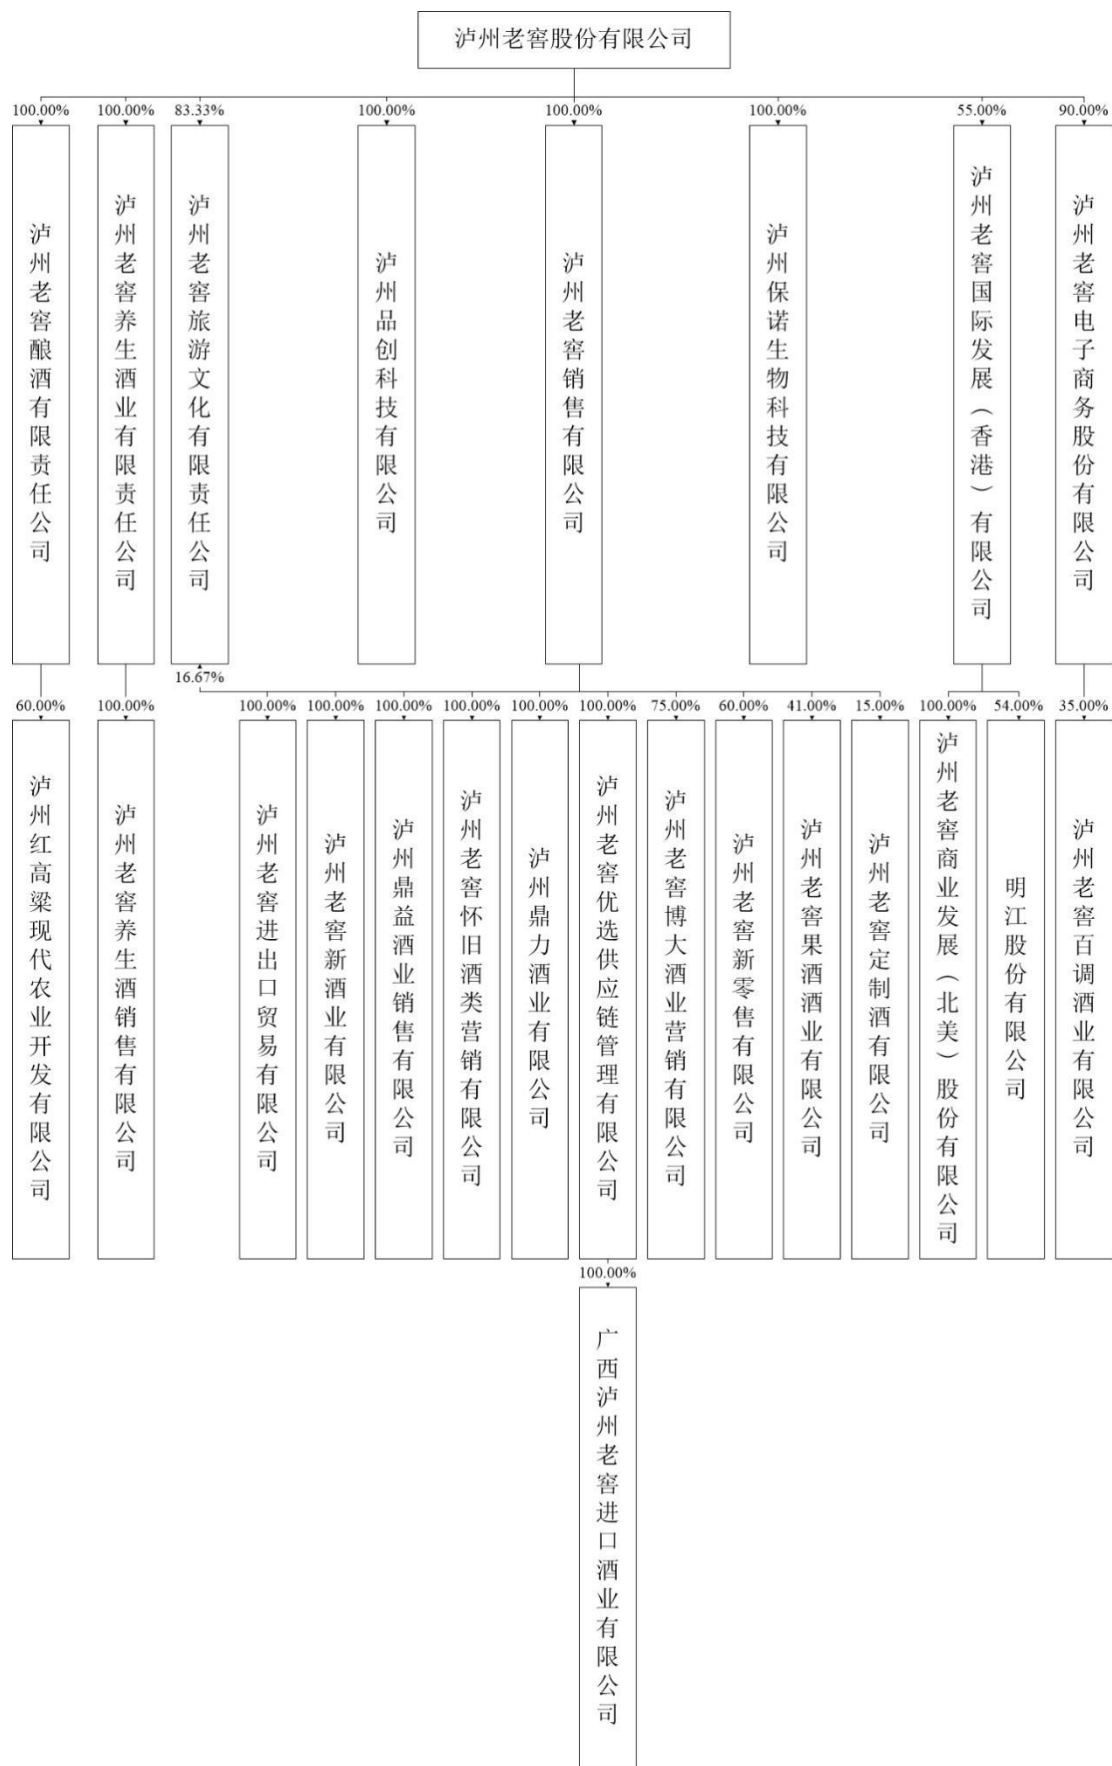 泸州老窖股份有限公司
100.00%
100.00%
83.33%
100.00%
100.00%
100.00%
55.00%
90.00%
泸州老窖酿酒有限责任公司
泸州老窖养生酒业有限责任公司
泸州老窖旅游文化有限责任公司
泸州品创科技有限公司
泸州老窖销售有限公司
泸州保诺生物科技有限公司
泸州老窖国际发展（香港）有限公司
泸州老窖电子商务股份有限公司
16.67%
60.00%
100.00%
100.00%
100.00%
100.00%
100.00%
100.00%
100.00%
75.00%
60.00%
41.00%
15.00%
100.00%
54.00%
35.00%
泸州红高粱现代农业开发有限公司
泸州老窖养生酒销售有限公司
泸州老窖进出口贸易有限公司
泸州老窖新酒业有限公司
泸州鼎益酒业销售有限公司
泸州老窖怀旧酒类营销有限公司
泸州鼎力酒业有限公司
泸州老窖优选供应链管理有限公司
泸州老窖博大酒业营销有限公司
泸州老窖新零售有限公司
泸州老窖果酒酒业有限公司
泸州老窖定制酒有限公司
泸州老窖商业发展（北美）股份有限公司
明江股份有限公司
泸州老窖百调酒业有限公司
100.00%
广西泸州老窖进口酒业有限公司